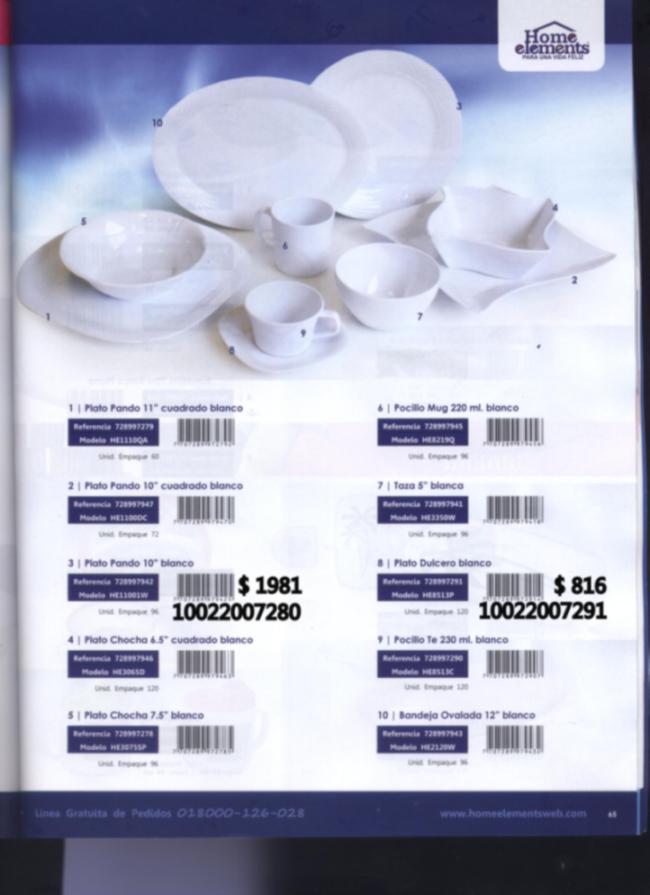 Home
elements
PARA UNA VIDA FELIZ
10
3
5
4
6
2
1
7
9
8
1 | Plato Pando 11" cuadrado blanco
Referencia 728997279
Modelo HE1110QA
Unid. Empaque 60
2 | Plato Pando 10" cuadrado blanco
Referencia 728997947
Modelo HE1100DC
Unid. Empaque 72
3 | Plato Pando 10" blanco
Referencia 728997942
Modelo HE11001W
$ 1981
Unid. Empaque 96
10022007280
4 | Plato Chocha 6.5" cuadrado blanco
Referencia 728997946
Modelo HE3065D
Unid. Empaque 120
5 | Plato Chocha 7.5" blanco
Referencia 728997278
Modelo HE3075SP
Unid. Empaque 96
6 | Pocillo Mug 220 ml. blanco
Referencia 728997945
Modelo HE8219Q
Unid. Empaque 96
7 | Taza 5" blanca
Referencia 728997941
Modelo HE3350W
Unid. Empaque 96
8 | Plato Dulcero blanco
Referencia 728997291
Modelo HE8513P
$ 816
Unid. Empaque 120
10022007291
9 | Pocillo Te 230 ml. blanco
Referencia 728997290
Modelo HE8513C
Unid. Empaque 120
10 | Bandeja Ovalada 12" blanco
Referencia 728997943
Modelo HE2120W
Unid. Empaque 96
Linea Gratuita de Pedidos 018000-126-028
www.homeelementsweb.com 65